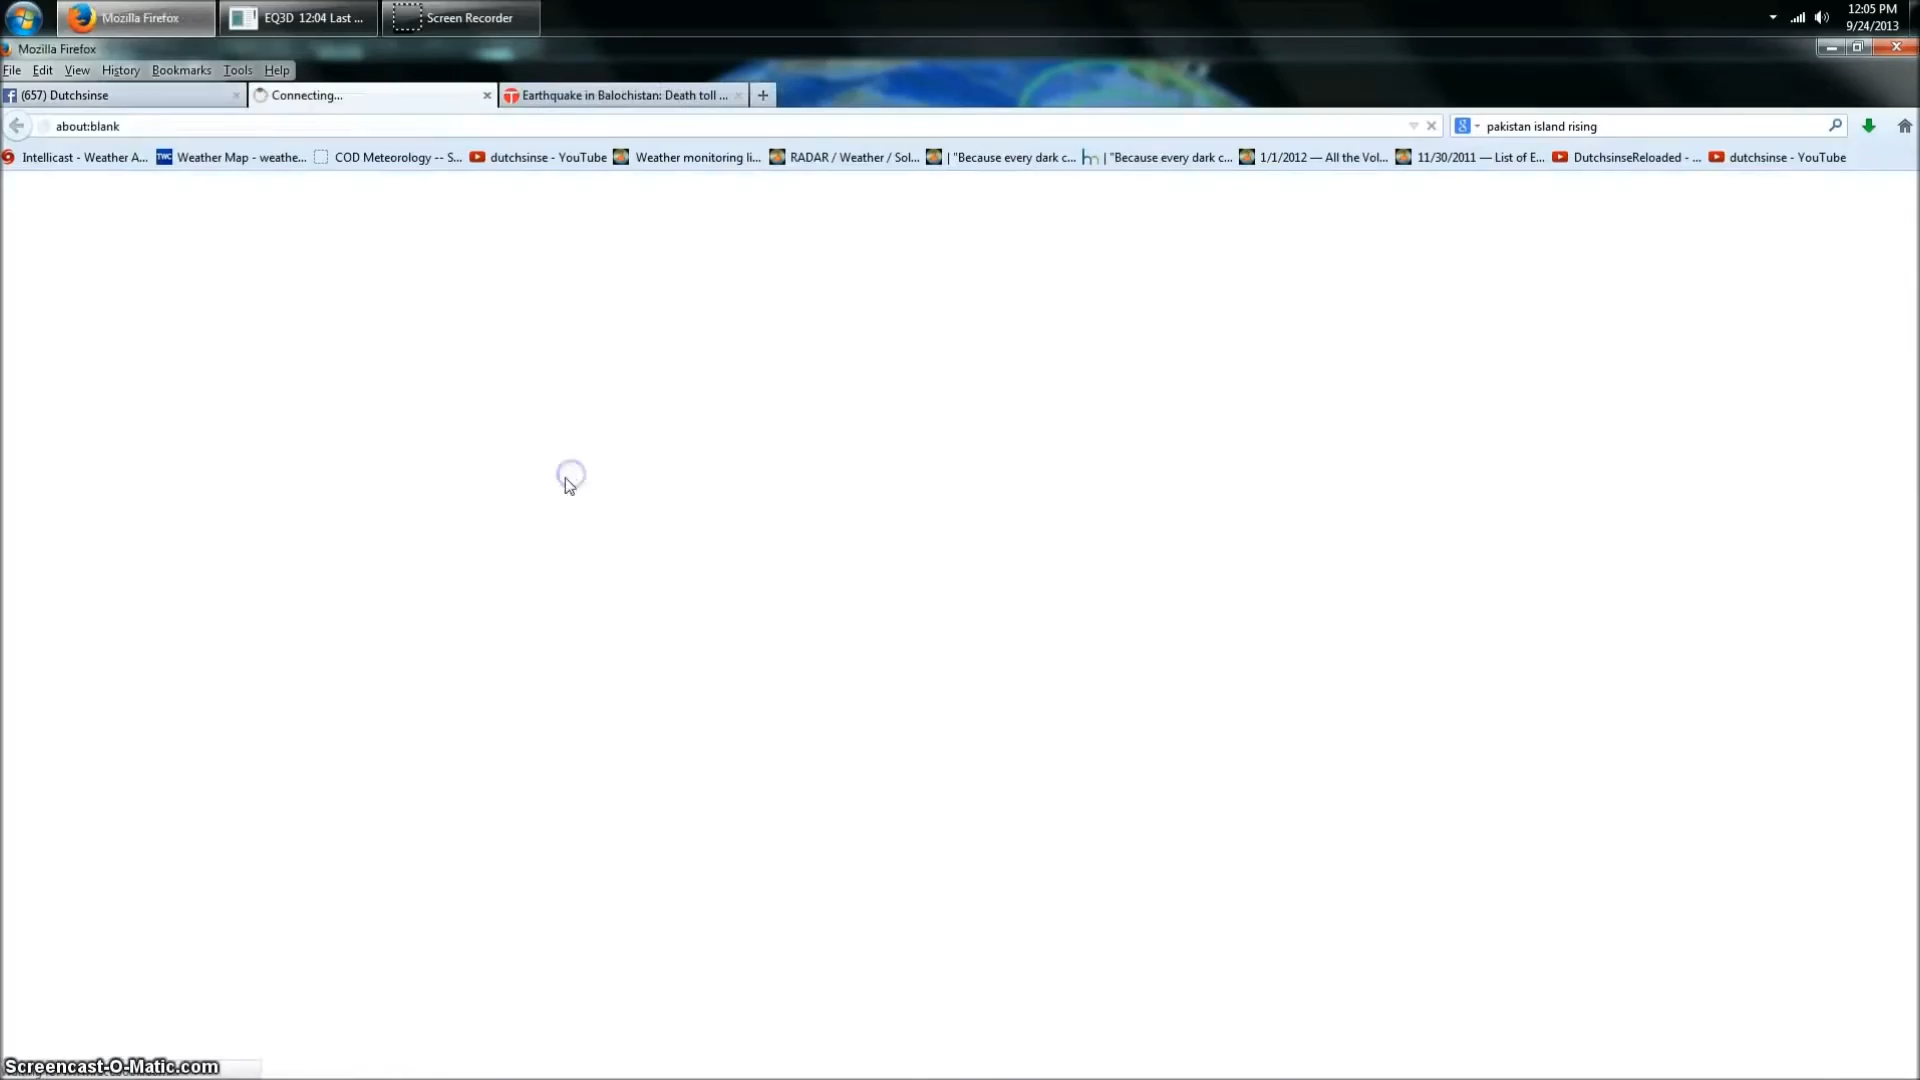 Mozilla Firefox
EQ3D 12:04 Last ...
Screen Recorder
12:05 PM
9/24/2013
Mozilla Firefox
File Edit View History Bookmarks Tools Help
(657) Dutchsinse
Connecting...
Earthquake in Balochistan: Death toll ...
about:blank
pakistan island rising
Intellicast - Weather A...
Weather Map - weathe...
COD Meteorology -- S...
dutchsinse - YouTube
Weather monitoring li...
RADAR / Weather / Sol...
| "Because every dark c...
| "Because every dark c...
1/1/2012 — All the Vol...
11/30/2011 — List of E...
DutchsinseReloaded - ...
dutchsinse - YouTube
Screencast-O-Matic.com